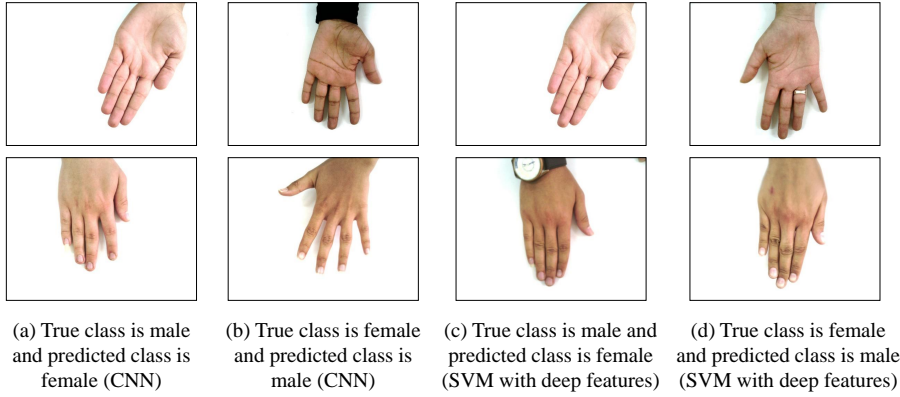 (a) True class is male
and predicted class is
female (CNN)
(b) True class is female
and predicted class is
male (CNN)
(c) True class is male and
predicted class is female
(SVM with deep features)
(d) True class is female
and predicted class is male
(SVM with deep features)